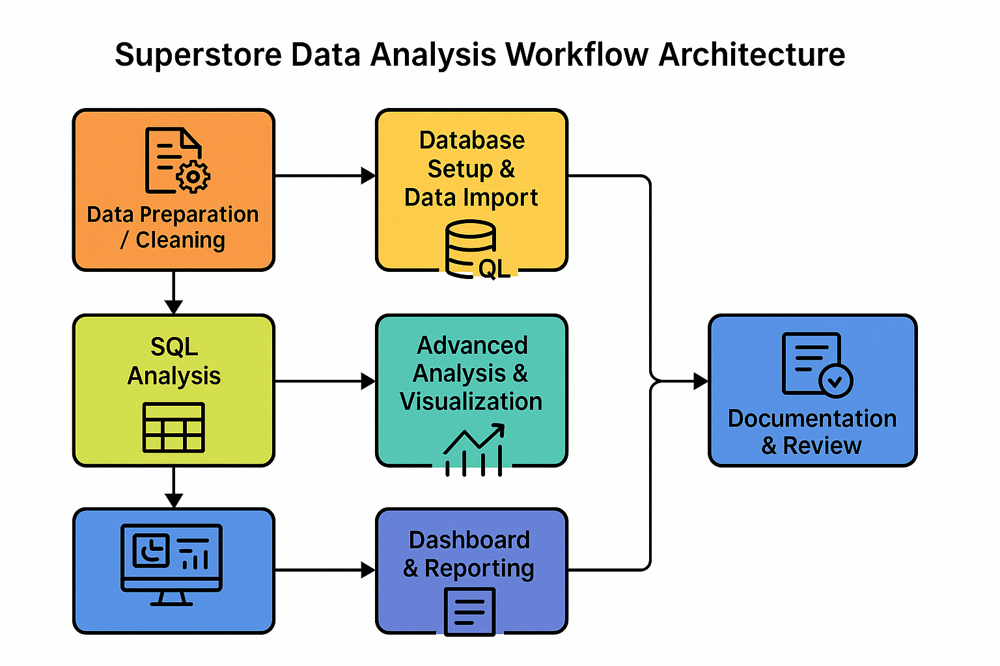 Superstore Data Analysis Workflow Architecture
Data Preparation
/ Cleaning
Database
Setup &
Data Import
QL
SQL
Analysis
Advanced
Analysis &
Visualization
Documentation
& Review
Dashboard
& Reporting